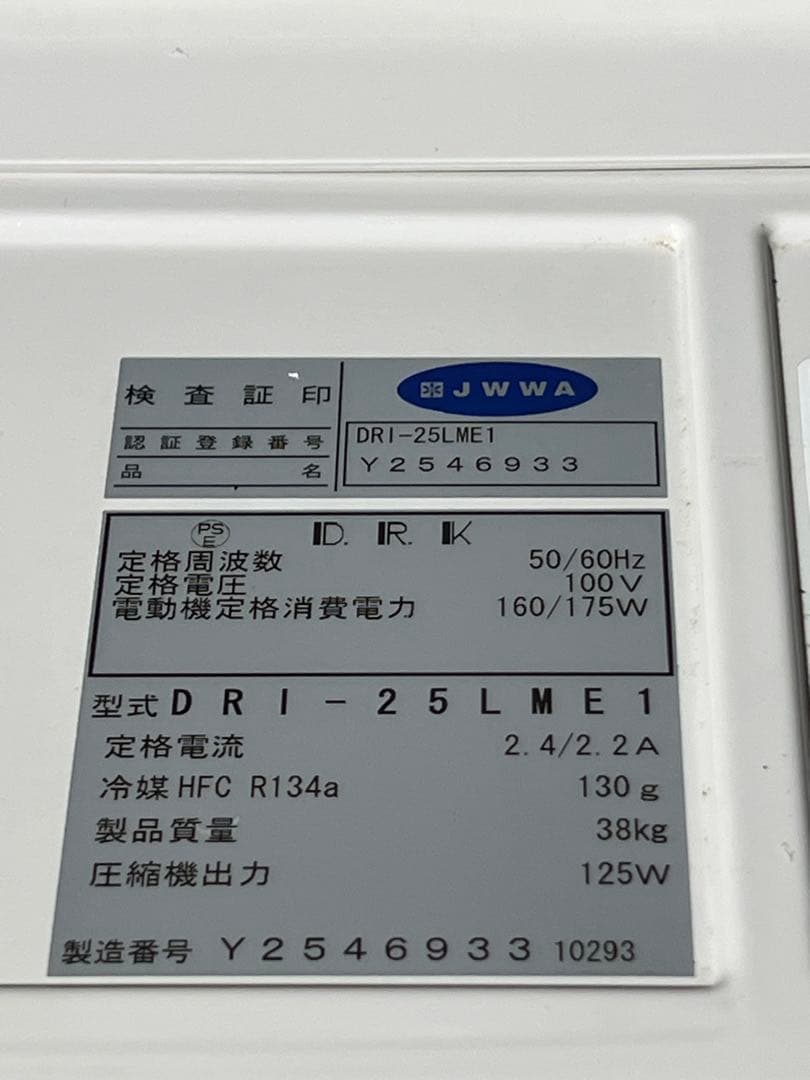 検査証印
JWWA
認証登録番号
DRI-25LME1
品名
Y2546933
PS
E
D.R.K
定格周波数 50/60Hz
定格電圧 100V
電動機定格消費電力 160/175W
型式 DRI-25LME1
定格電流 2.4/2.2A
冷媒 HFC R134a 130g
製品質量 38kg
圧縮機出力 125W
製造番号 Y2546933 10293